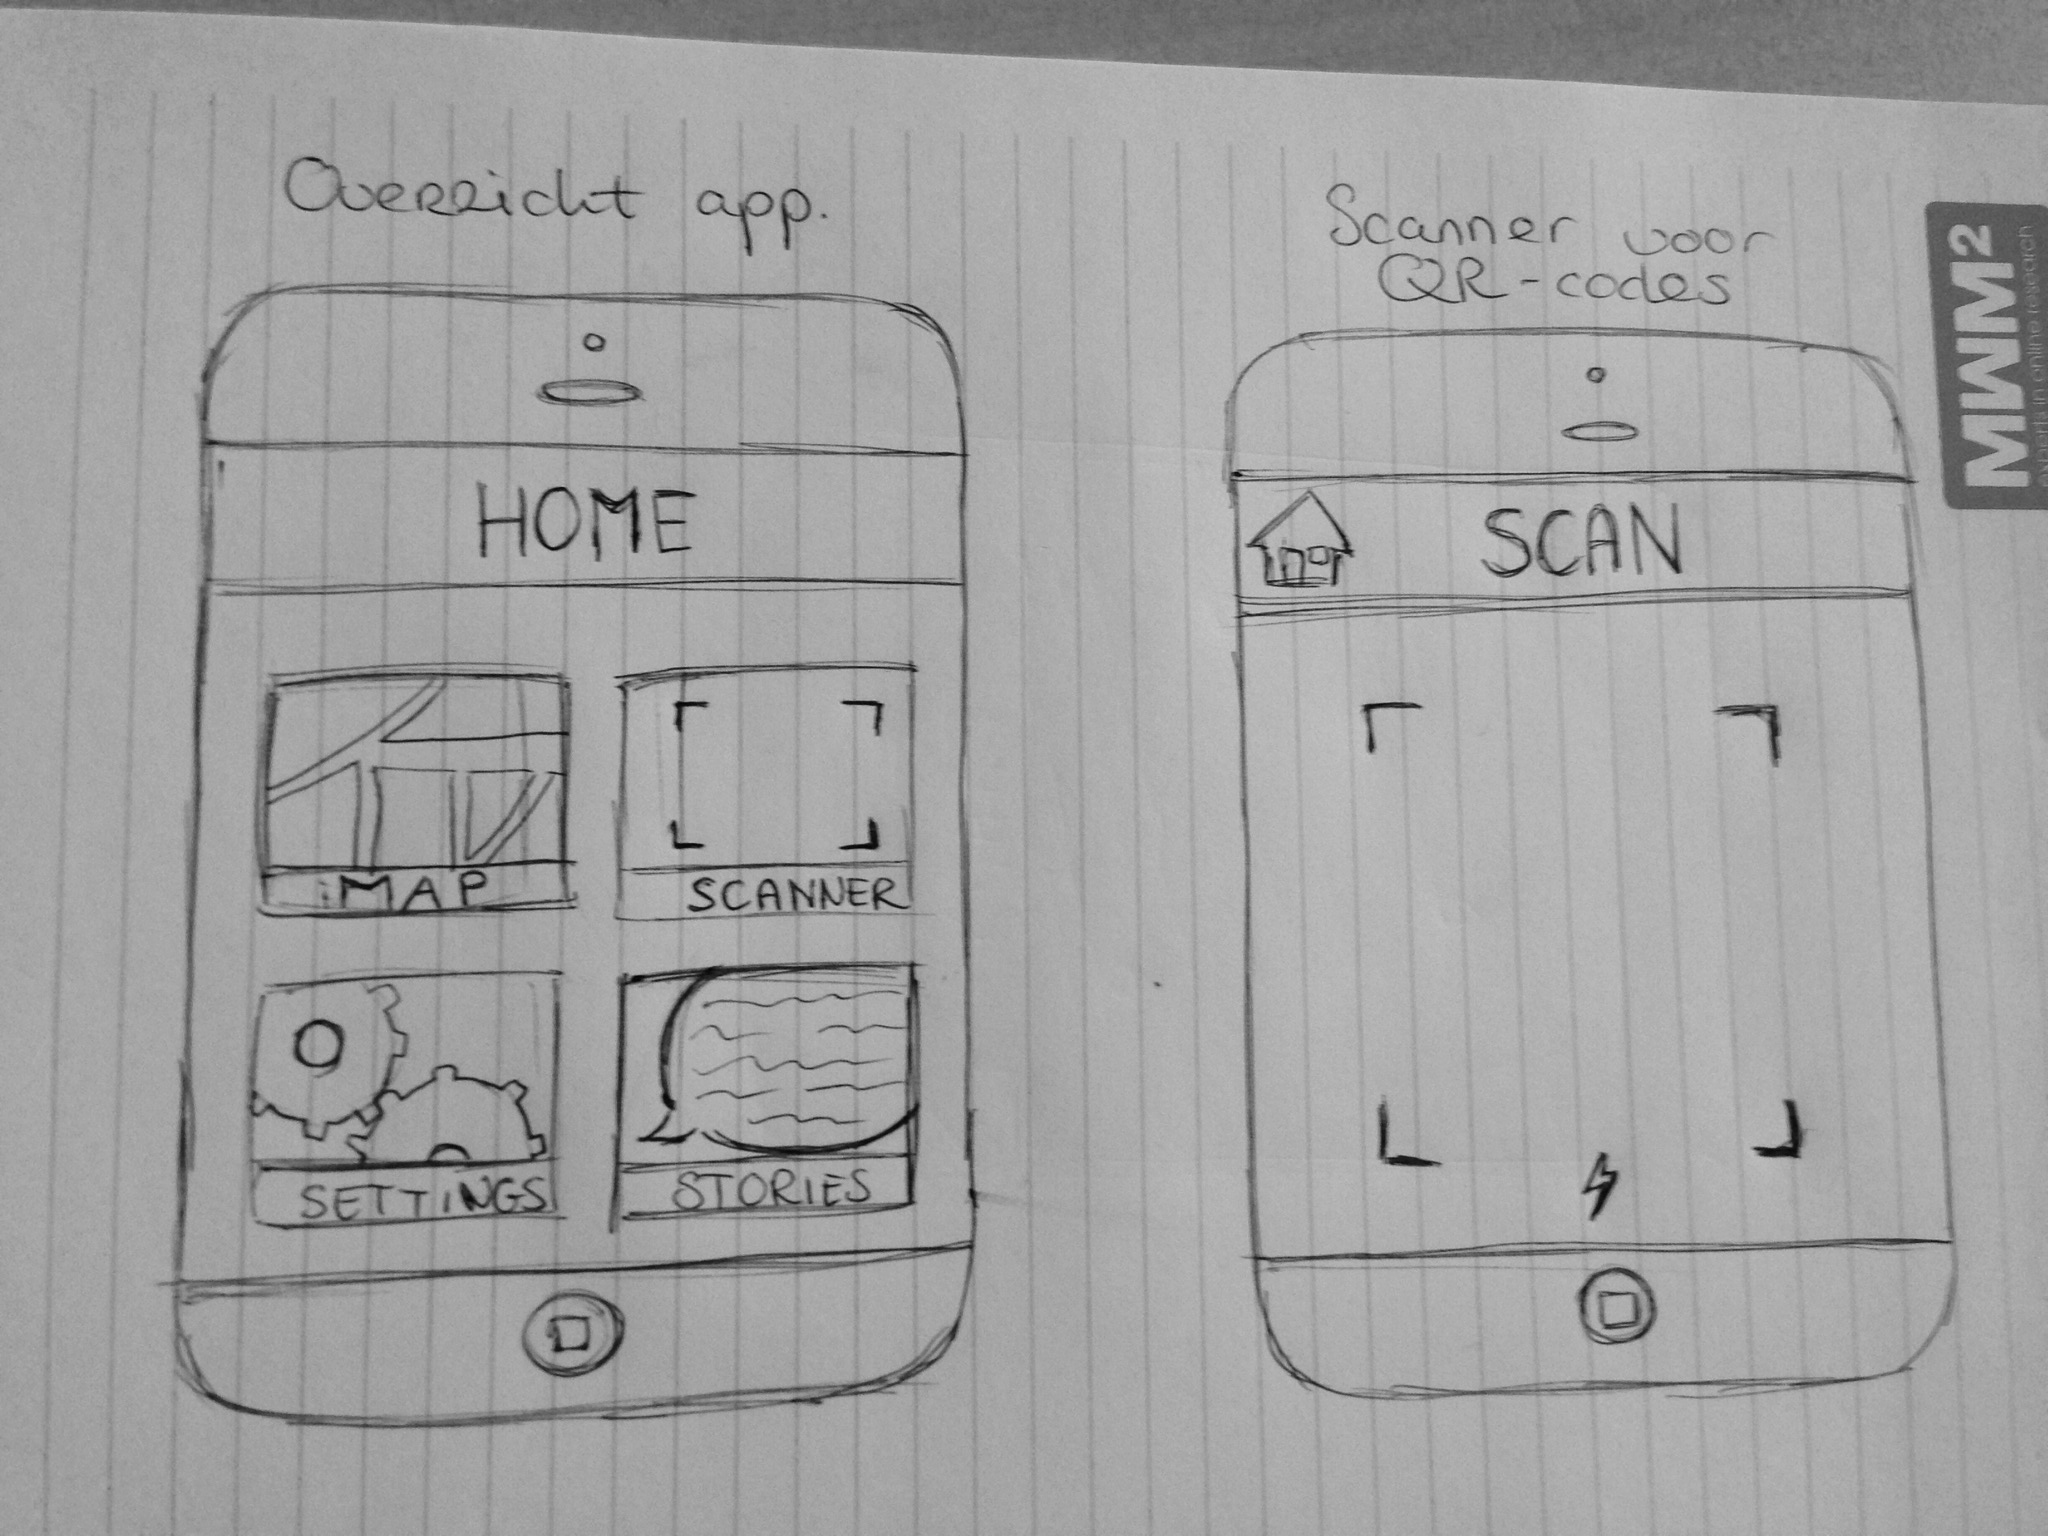 Overzicht app.
HOME
iMAP
SCANNER
SETTINGS
STORIES
Scanner voor
QR-codes
SCAN
MWM²
experts in online research